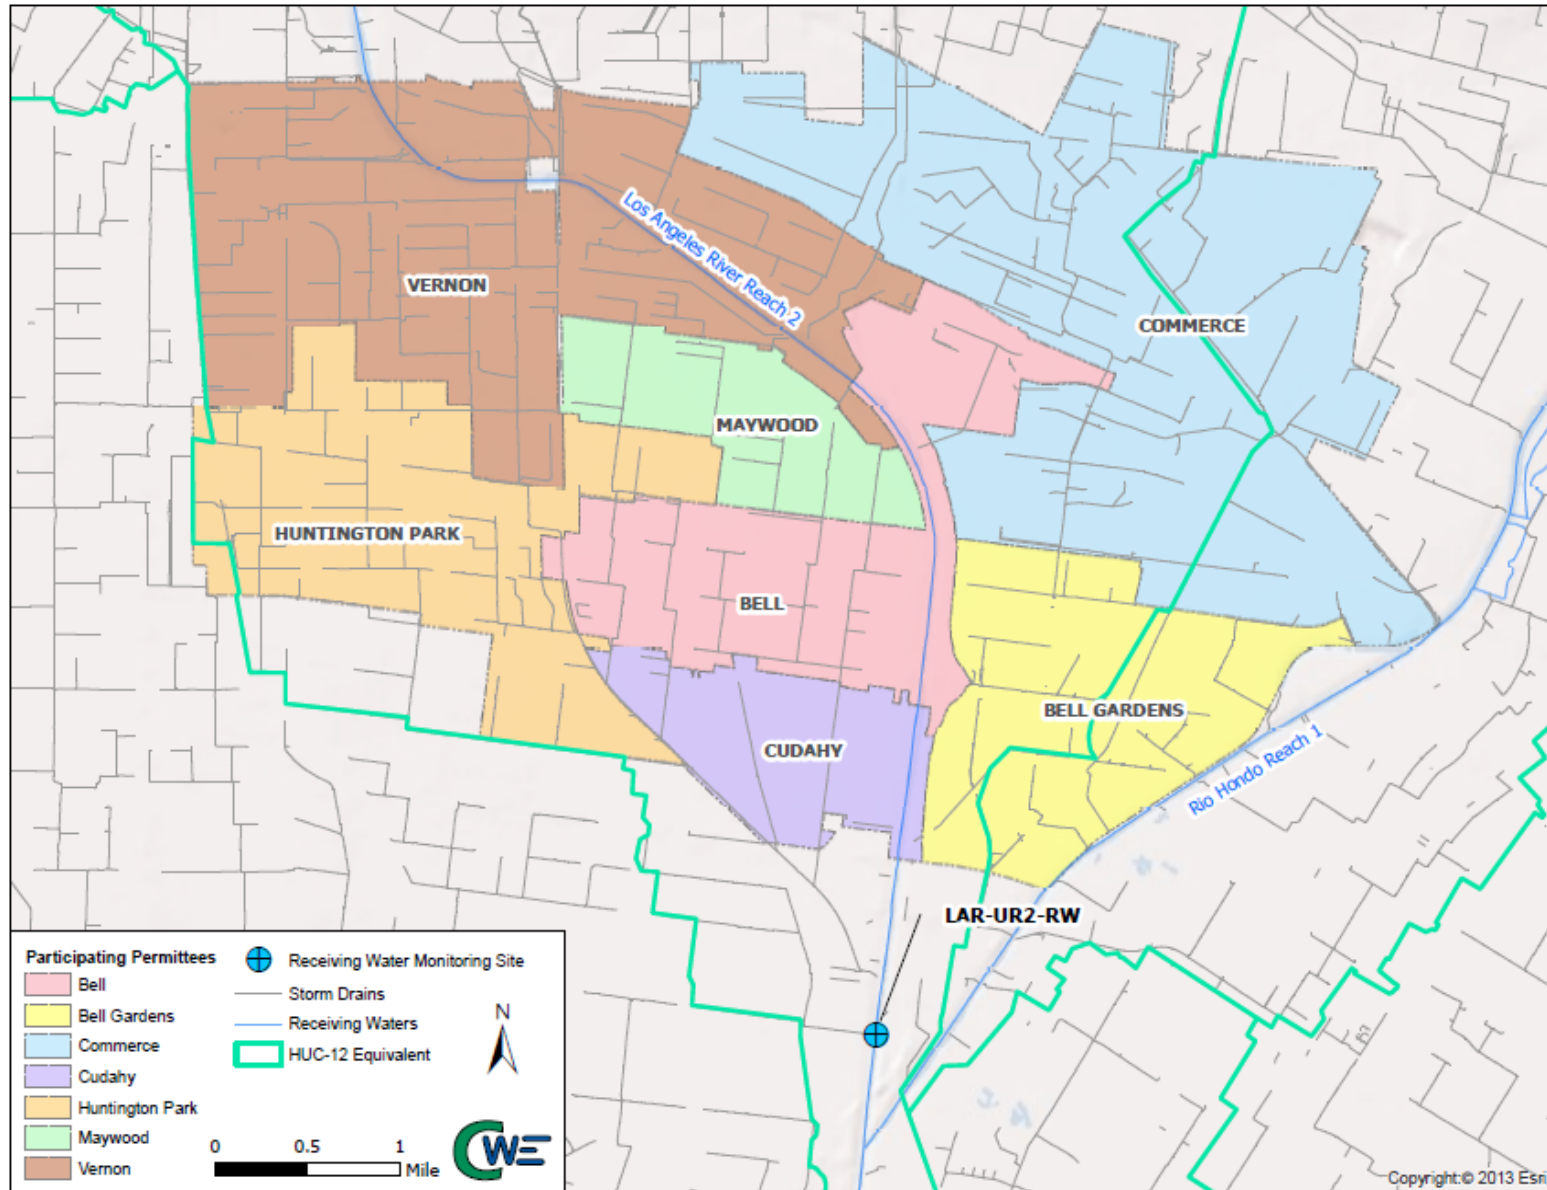 Los Angeles River Reach 2
VERNON
COMMERCE
MAYWOOD
HUNTINGTON PARK
BELL
BELL GARDENS
CUDAHY
Rio Hondo Reach 1
LAR-UR2-RW
Participating Permittees
Bell
Bell Gardens
Commerce
Cudahy
Huntington Park
Maywood
Vernon
Receiving Water Monitoring Site
Storm Drains
Receiving Waters
HUC-12 Equivalent
N
0 0.5 1
Mile
CWE
Copyright:© 2013 Esri